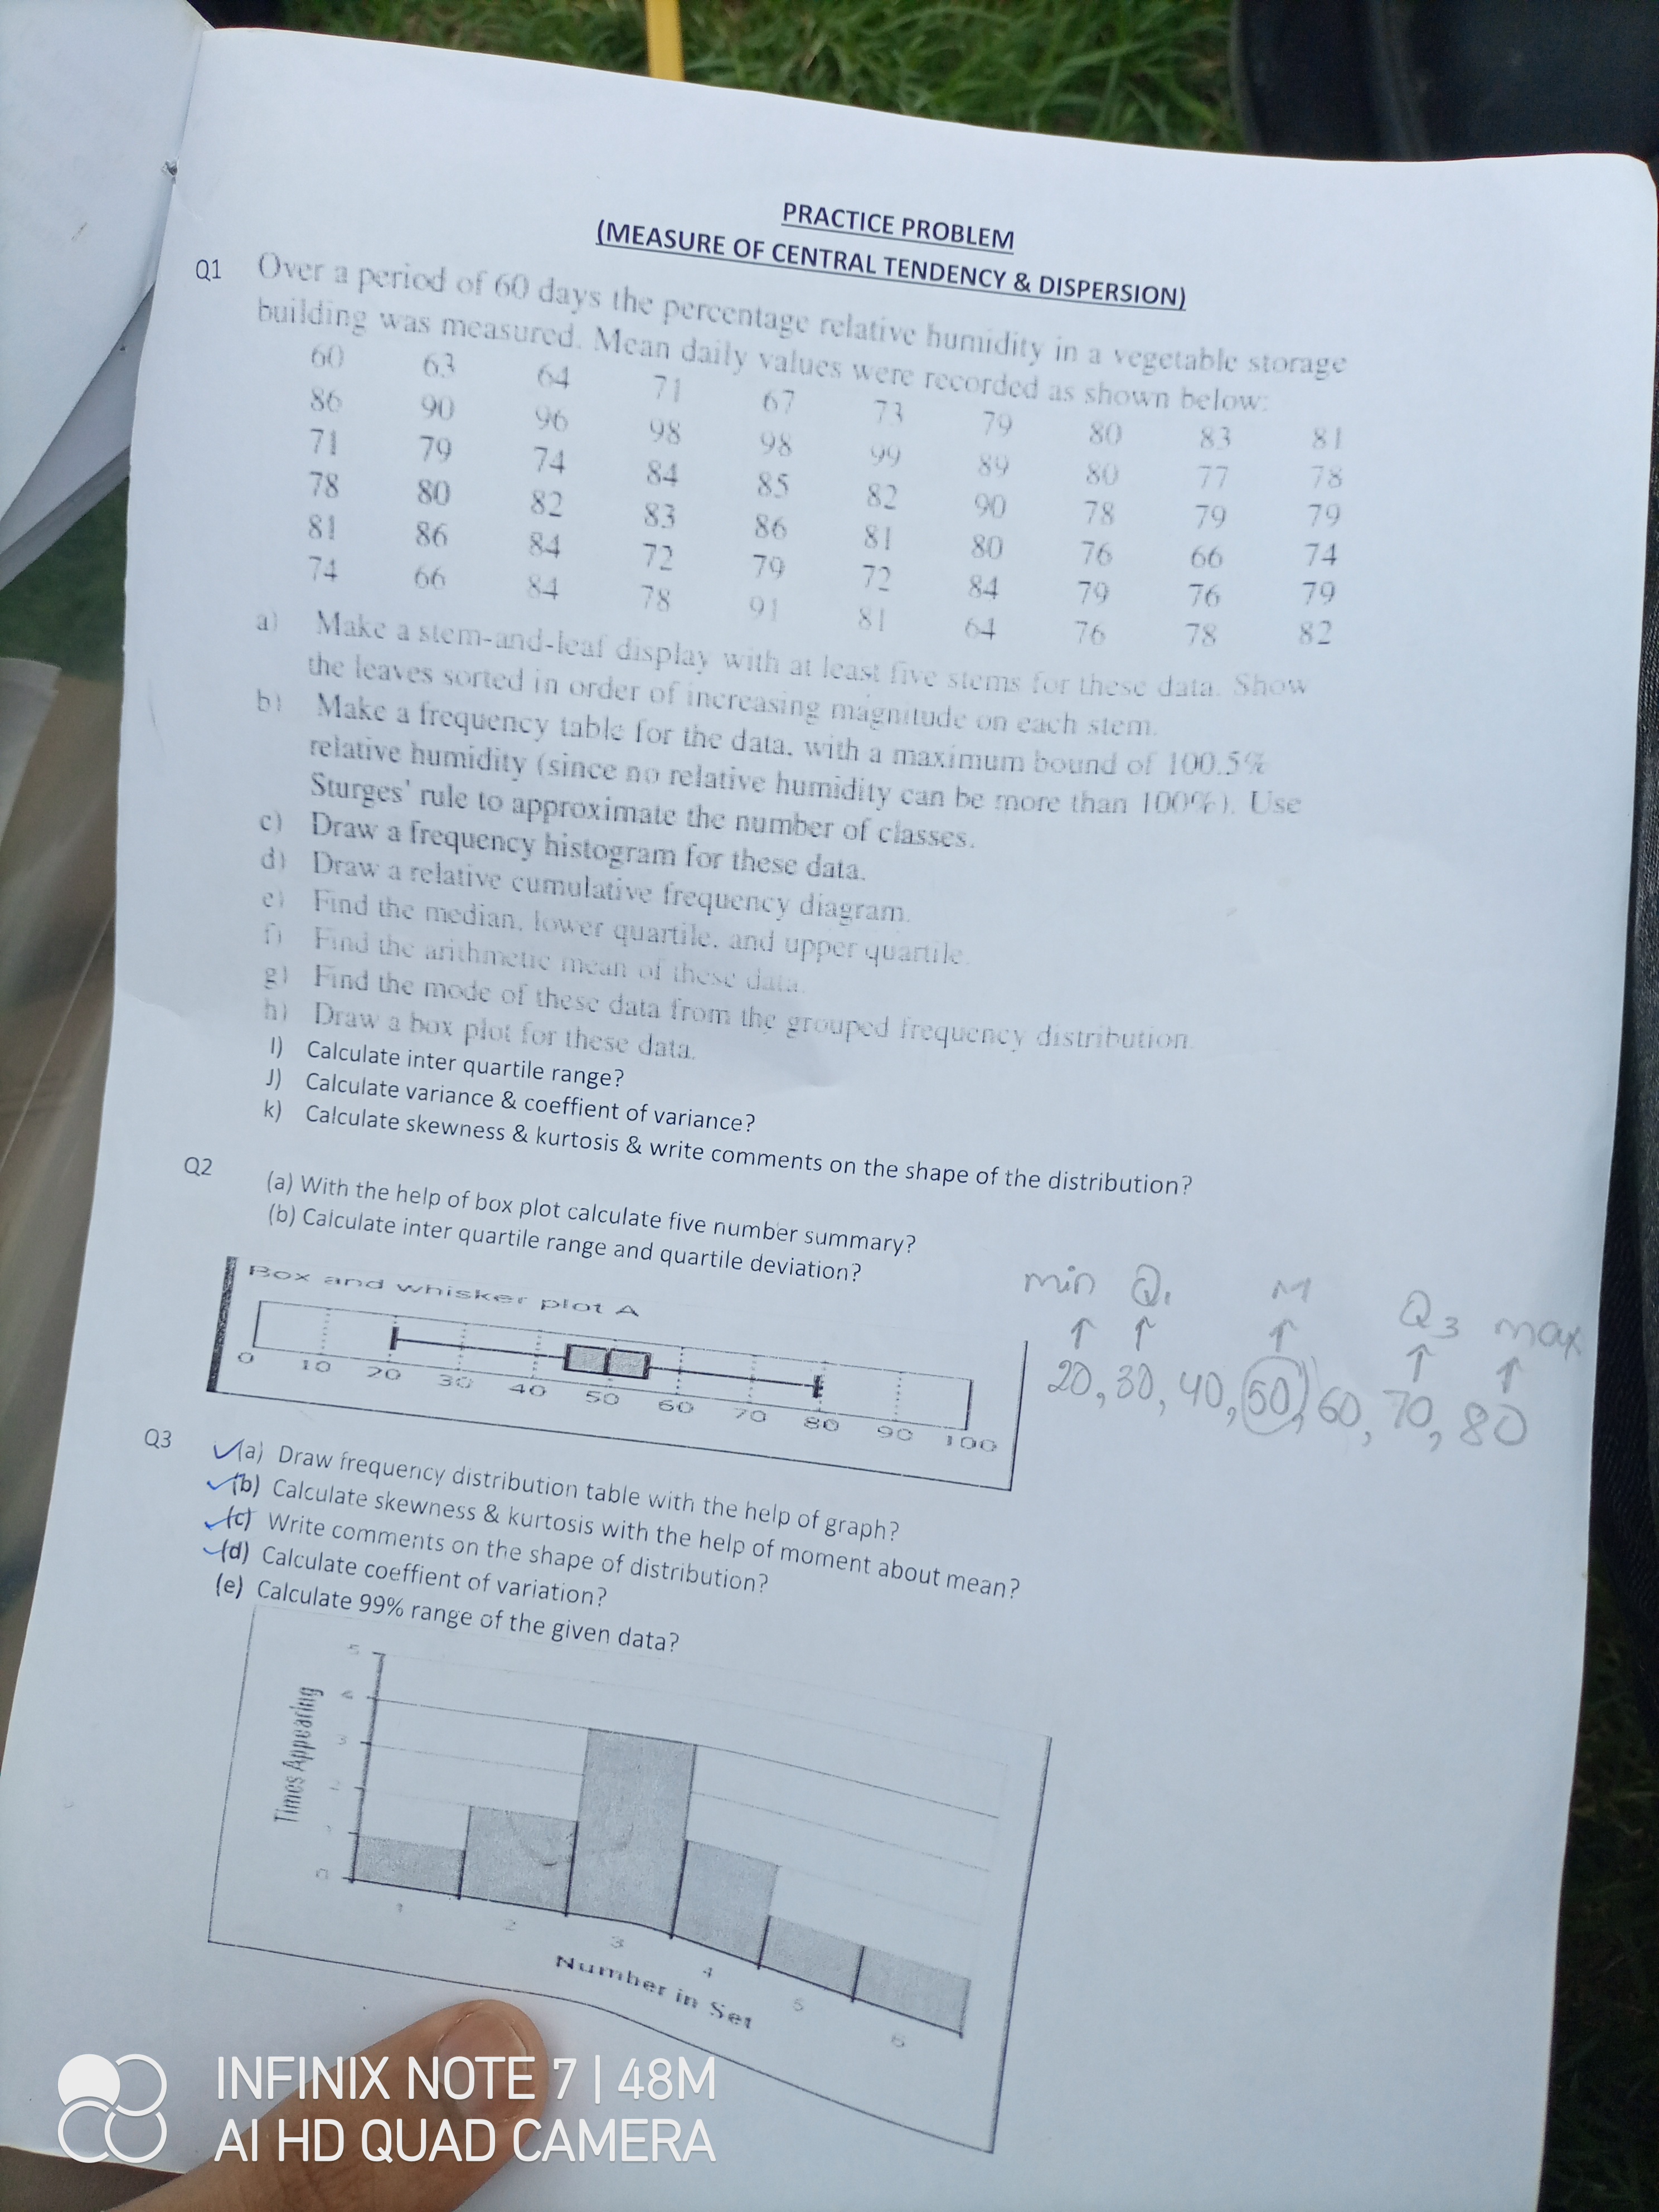 PRACTICE PROBLEM
(MEASURE OF CENTRAL TENDENCY & DISPERSION)
Q1 Over a period of 60 days the percentage relative humidity in a vegetable storage
building was measured. Mean daily values were recorded as shown below:
60 63 64 71 67 73 79 80 83 81
86 90 96 98 98 99 89 80 77 78
71 79 74 84 85 82 90 78 79 79
78 80 82 83 86 81 80 76 66 74
81 86 84 72 79 72 84 79 76 79
74 66 84 78 91 81 64 76 78 82
a) Make a stem-and-leaf display with at least five stems for these data. Show
the leaves sorted in order of increasing magnitude on each stem.
b) Make a frequency table for the data, with a maximum bound of 100.5%
relative humidity (since no relative humidity can be more than 100%). Use
Sturges' rule to approximate the number of classes.
c) Draw a frequency histogram for these data.
d) Draw a relative cumulative frequency diagram.
e) Find the median, lower quartile, and upper quartile.
f) Find the arithmetic mean of these data.
g) Find the mode of these data from the grouped frequency distribution.
h) Draw a box plot for these data.
I) Calculate inter quartile range?
J) Calculate variance & coeffient of variance?
k) Calculate skewness & kurtosis & write comments on the shape of the distribution?
Q2 (a) With the help of box plot calculate five number summary?
(b) Calculate inter quartile range and quartile deviation?
Box and whisker plot A
0 10 20 30 40 50 60 70 80 90 100
min Q1 M Q3 max
↑ ↑ ↑ ↑ ↑
20, 30, 40, 50, 60, 70, 80
Q3 (a) Draw frequency distribution table with the help of graph?
(b) Calculate skewness & kurtosis with the help of moment about mean?
(c) Write comments on the shape of distribution?
(d) Calculate coeffient of variation?
(e) Calculate 99% range of the given data?
Times Appearing
5
4
3
2
1
0
1 2 3 4 5 6
Number in Set
INFINIX NOTE 7 | 48M
AI HD QUAD CAMERA